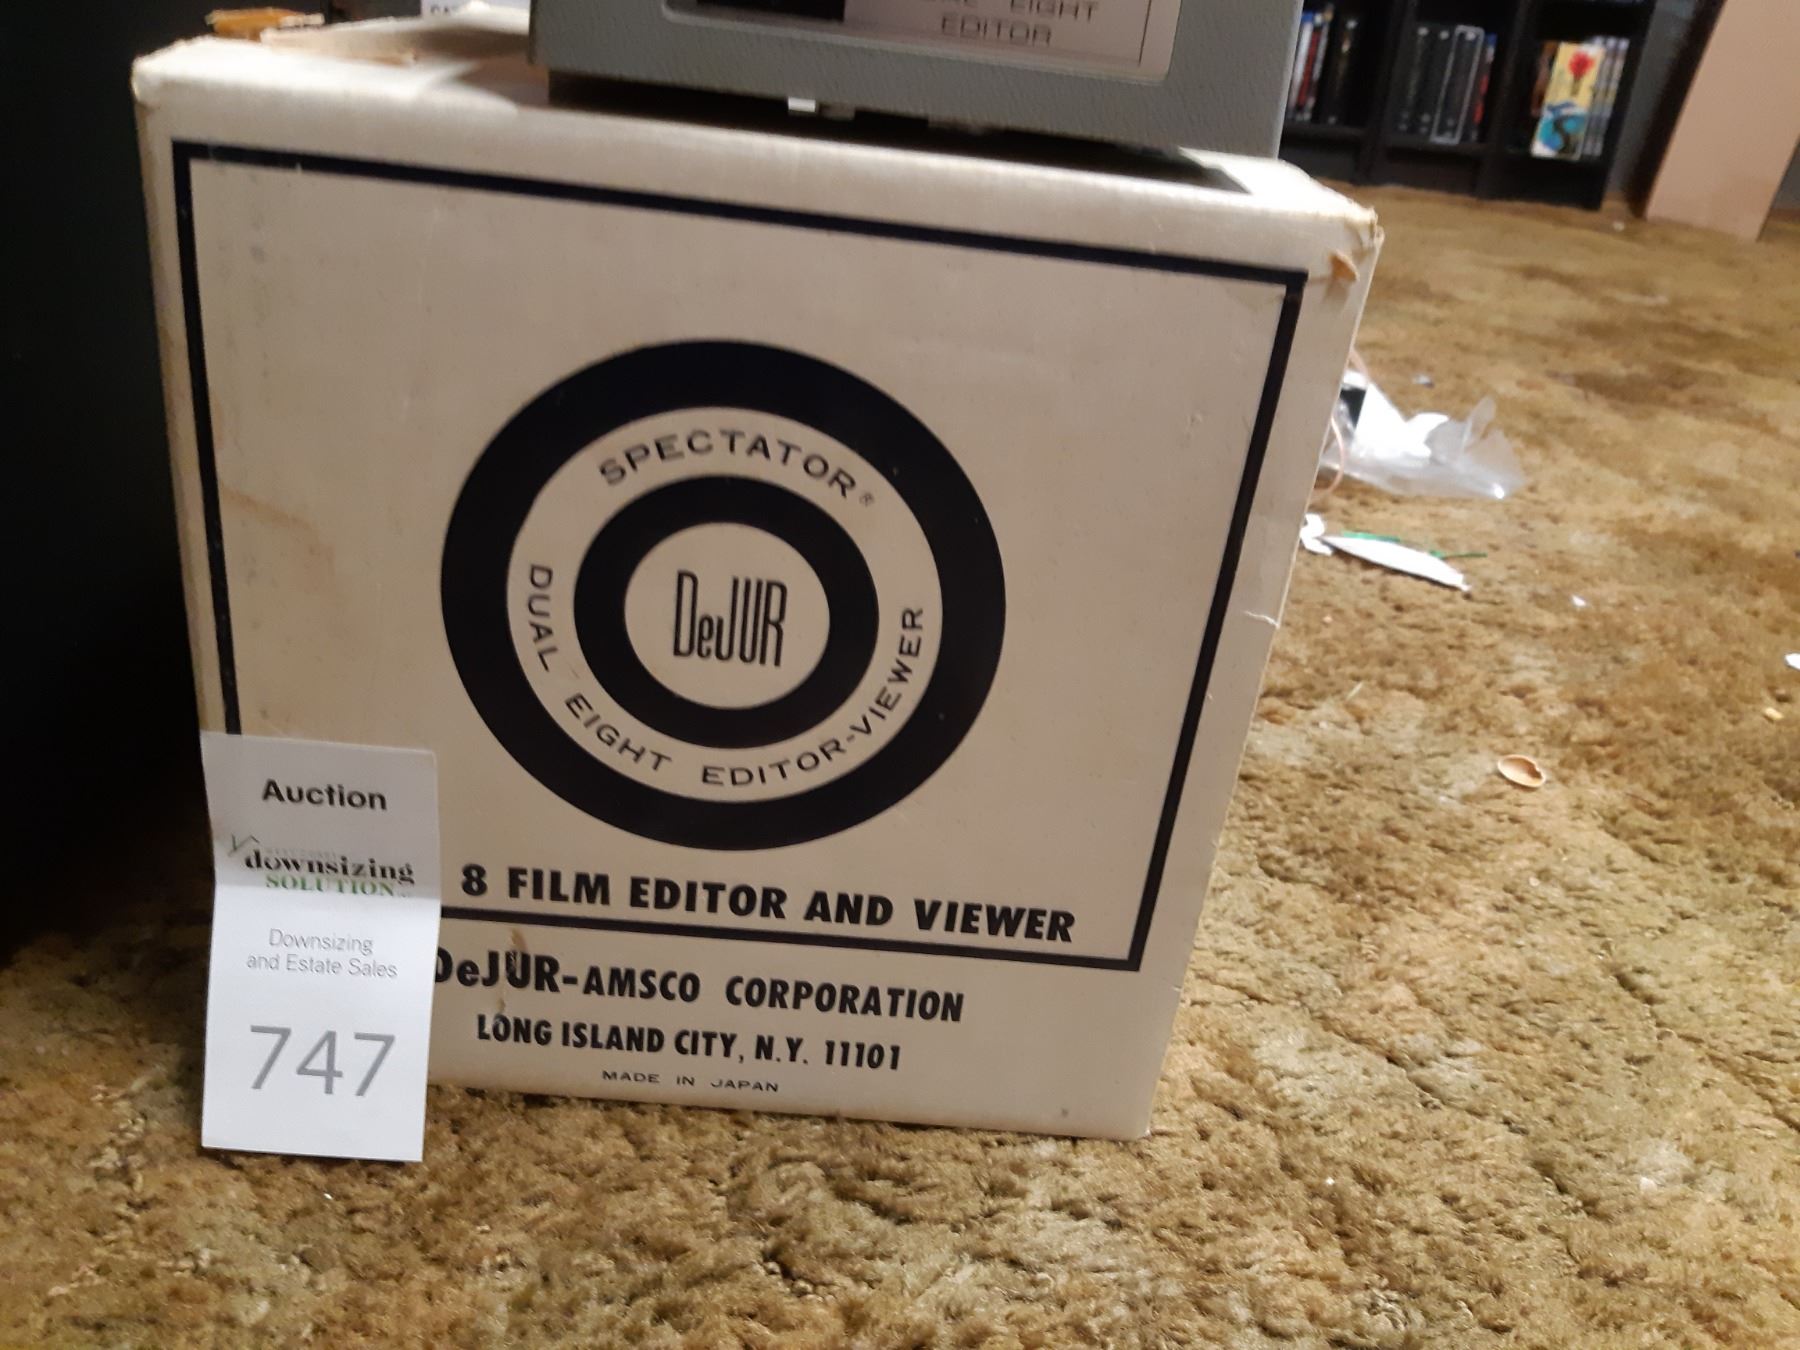 EIGHT
EDITOR
SPECTATOR®
DeJUR
DUAL EIGHT EDITOR-VIEWER
8 FILM EDITOR AND VIEWER
DeJUR-AMSCO CORPORATION
LONG ISLAND CITY, N.Y. 11101
MADE IN JAPAN
Auction
downsizing
SOLUTION
Downsizing
and Estate Sales
747